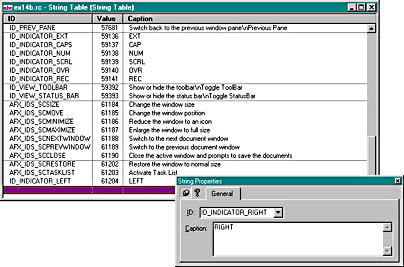 ex14b.rc - String Table (String Table)
ID Value Caption
ID_PREV_PANE 57681 Switch back to the previous window pane\nPrevious Pane
ID_INDICATOR_EXT 59136 EXT
ID_INDICATOR_CAPS 59137 CAP
ID_INDICATOR_NUM 59138 NUM
ID_INDICATOR_SCRL 59139 SCRL
ID_INDICATOR_OVR 59140 OVR
ID_INDICATOR_REC 59141 REC
ID_VIEW_TOOLBAR 59392 Show or hide the toolbar\nToggle ToolBar
ID_VIEW_STATUS_BAR 59393 Show or hide the status bar\nToggle StatusBar
AFX_IDS_SCSIZE 61184 Change the window size
AFX_IDS_SCMOVE 61185 Change the window position
AFX_IDS_SCMINIMIZE 61186 Reduce the window to an icon
AFX_IDS_SCMAXIMIZE 61187 Enlarge the window to full size
AFX_IDS_SCNEXTWINDOW 61188 Switch to the next document window
AFX_IDS_SCPREVWINDOW 61189 Switch to the previous document window
AFX_IDS_SCCLOSE 61190 Close the active window and prompts to save the documents
AFX_IDS_SCRESTORE 61202 Restore the window to normal size
AFX_IDS_SCTASKLIST 61203 Activate Task List
ID_INDICATOR_LEFT 61204 LEFT
String Properties
General
ID: ID_INDICATOR_RIGHT
Caption: RIGHT